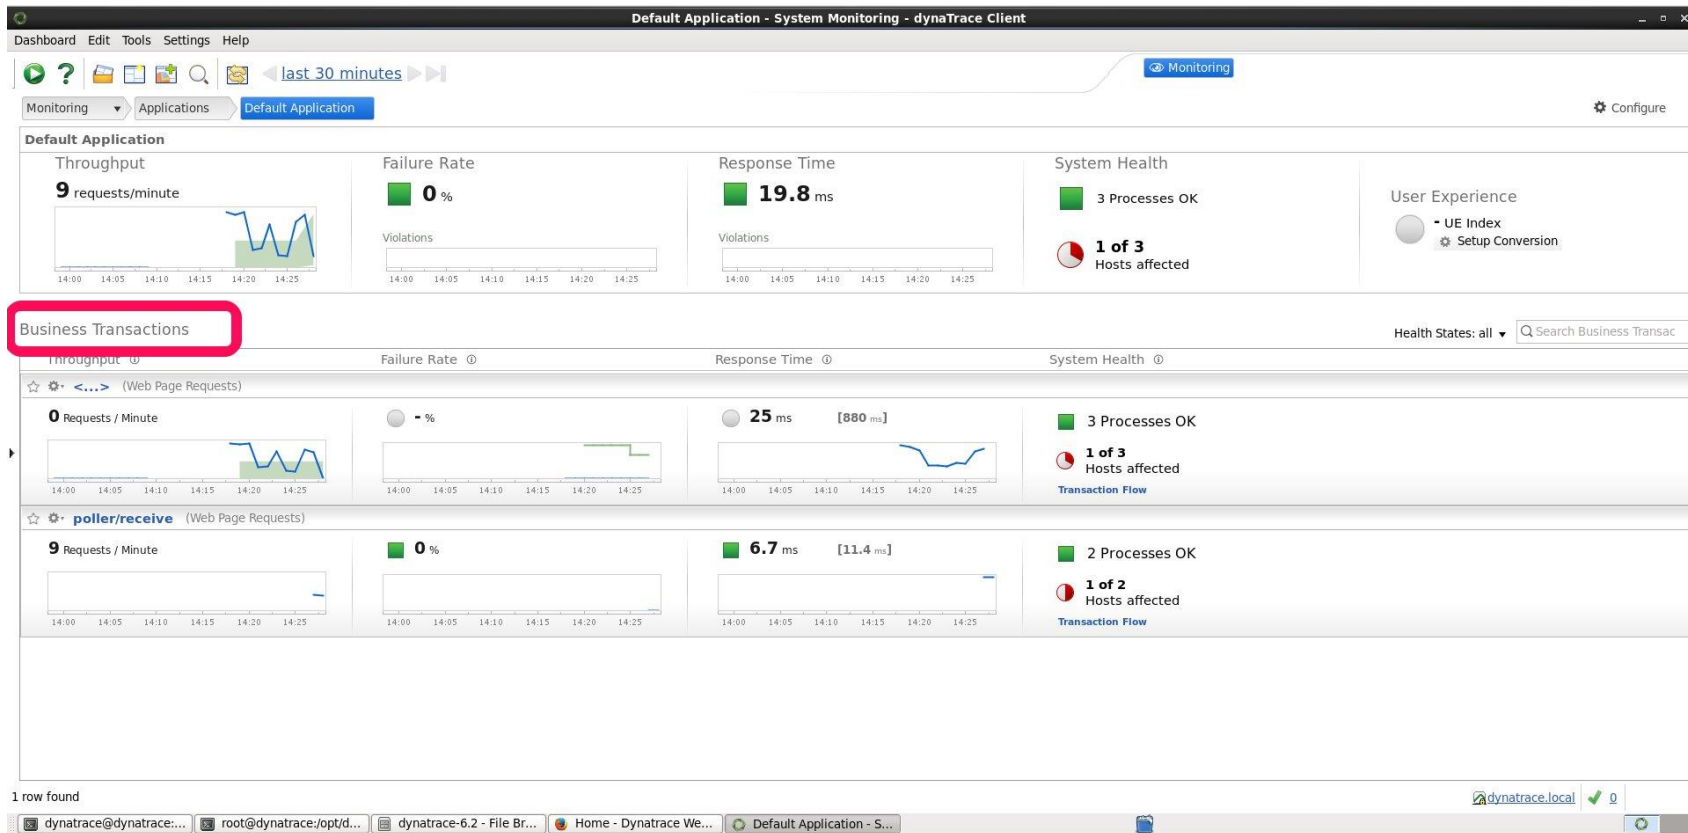 Default Application - System Monitoring - dynaTrace Client
Dashboard Edit Tools Settings Help
last 30 minutes
Monitoring
Monitoring Applications Default Application
Configure
Default Application
Throughput Failure Rate Response Time System Health
User Experience
9 requests/minute 0 % 19.8 ms 3 Processes OK
- UE Index
Setup Conversion
Violations Violations
1 of 3
Hosts affected
14:00 14:05 14:10 14:15 14:20 14:25 14:00 14:05 14:10 14:15 14:20 14:25 14:00 14:05 14:10 14:15 14:20 14:25
Business Transactions
Health States: all Search Business Transac
Throughput Failure Rate Response Time System Health
<...> (Web Page Requests)
0 Requests / Minute - % 25 ms [880 ms] 3 Processes OK
1 of 3
Hosts affected
14:00 14:05 14:10 14:15 14:20 14:25 14:00 14:05 14:10 14:15 14:20 14:25 14:00 14:05 14:10 14:15 14:20 14:25 Transaction Flow
poller/receive (Web Page Requests)
9 Requests / Minute 0 % 6.7 ms [11.4 ms] 2 Processes OK
1 of 2
Hosts affected
14:00 14:05 14:10 14:15 14:20 14:25 14:00 14:05 14:10 14:15 14:20 14:25 14:00 14:05 14:10 14:15 14:20 14:25 Transaction Flow
1 row found
dynatrace.local 0
dynatrace@dynatrace:... root@dynatrace:/opt/d... dynatrace-6.2 - File Br... Home - Dynatrace We... Default Application - S...